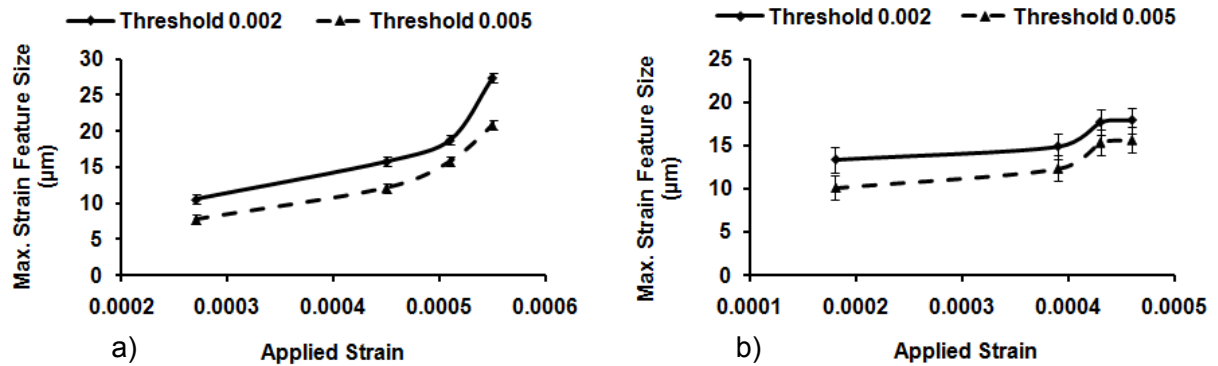 Threshold 0.002 Threshold 0.005
Max. Strain Feature Size
(µm)
30
25
20
15
10
5
0
0.0002 0.0003 0.0004 0.0005 0.0006
a) Applied Strain
Threshold 0.002 Threshold 0.005
Max. Strain Feature Size
(µm)
25
20
15
10
5
0
0.0001 0.0002 0.0003 0.0004 0.0005
b) Applied Strain